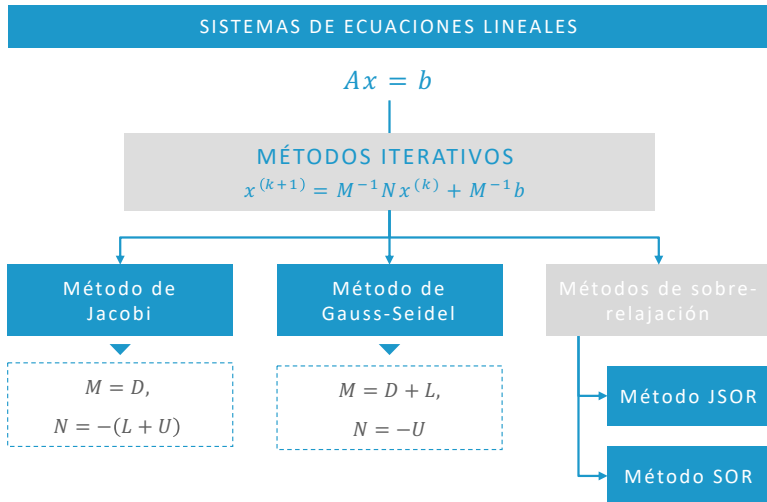 SISTEMAS DE ECUACIONES LINEALES
Ax = b
MÉTODOS ITERATIVOS
x^(k+1) = M^−1 N x^(k) + M^−1 b
Método de
Jacobi
M = D,
N = −(L + U)
Método de
Gauss-Seidel
M = D + L,
N = −U
Métodos de sobre-
relajación
Método JSOR
Método SOR